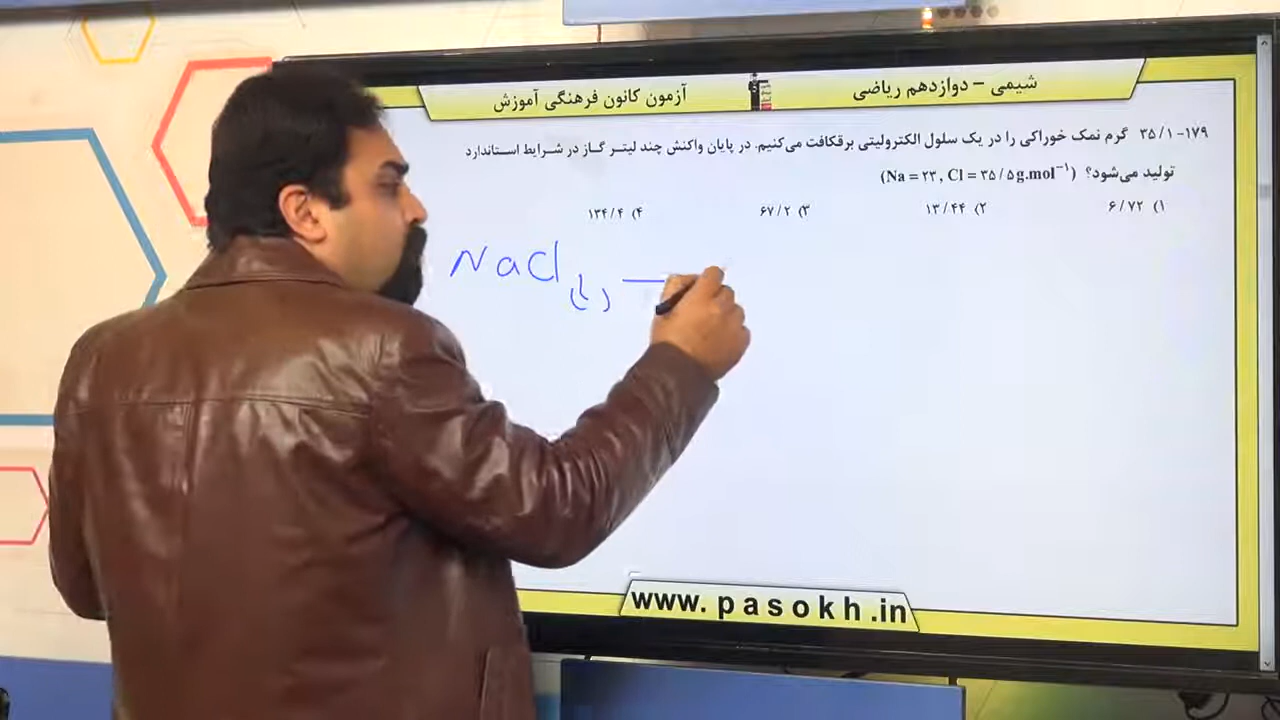 شیمی – دوازدهم ریاضی
آزمون کانون فرهنگی آموزش
۱۷۹- ۳۵/۱ گرم نمک خوراکی را در یک سلول الکترولیتی برقکافت می‌کنیم. در پایان واکنش چند لیتر گاز در شرایط استاندارد
تولید می‌شود؟ (Na = ۲۳, Cl = ۳۵/۵ g.mol⁻¹)
۱) ۶/۷۲ ۲) ۱۳/۴۴ ۳) ۶۷/۲ ۴) ۱۳۴/۴
NaCl(l) —
www.pasokh.in